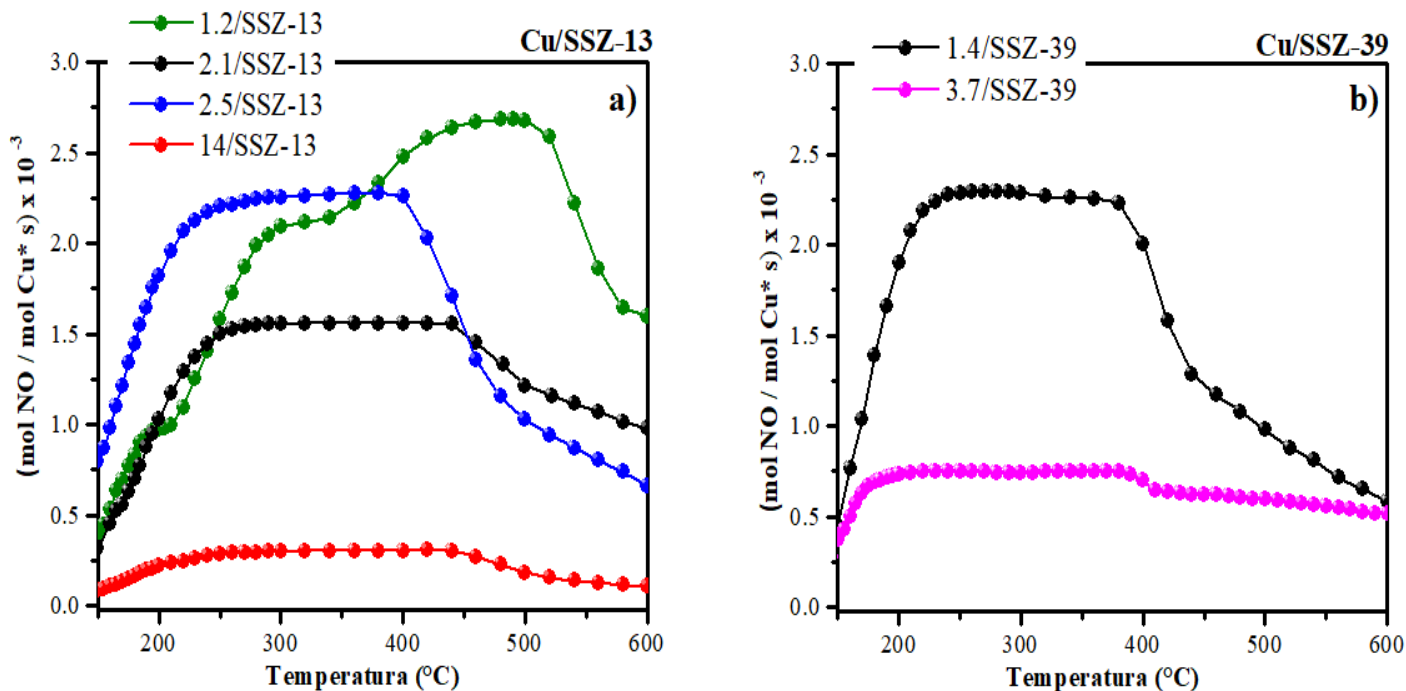 1.2/SSZ-13
2.1/SSZ-13
2.5/SSZ-13
14/SSZ-13
Cu/SSZ-13
a)
3.0
2.5
2.0
1.5
1.0
0.5
0.0
(mol NO / mol Cu* s) x 10 -3
200
300
400
500
600
Temperatura (°C)
1.4/SSZ-39
3.7/SSZ-39
Cu/SSZ-39
b)
3.0
2.5
2.0
1.5
1.0
0.5
0.0
(mol NO / mol Cu* s) x 10 -3
200
300
400
500
600
Temperatura (°C)